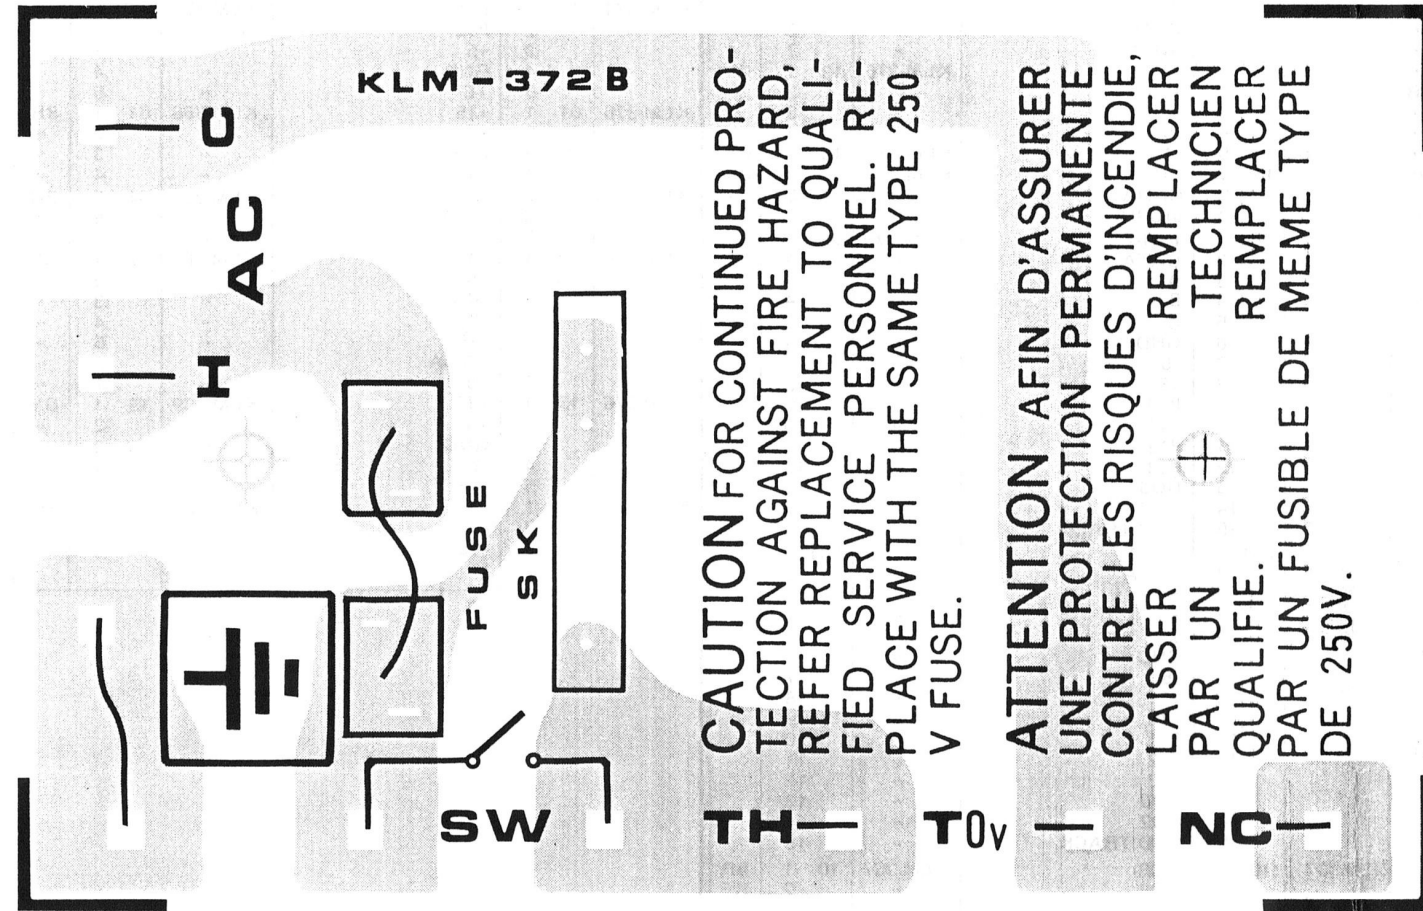 KLM-372B
C
AC
H
FUSE
SK
SW
TH
T0v
NC
CAUTION FOR CONTINUED PRO-
TECTION AGAINST FIRE HAZARD,
REFER REPLACEMENT TO QUALI-
FIED SERVICE PERSONNEL. RE-
PLACE WITH THE SAME TYPE 250
V FUSE.
ATTENTION AFIN D'ASSURER
UNE PROTECTION PERMANENTE
CONTRE LES RISQUES D'INCENDIE,
LAISSER REMPLACER
PAR UN TECHNICIEN
QUALIFIE. REMPLACER
PAR UN FUSIBLE DE MEME TYPE
DE 250V.